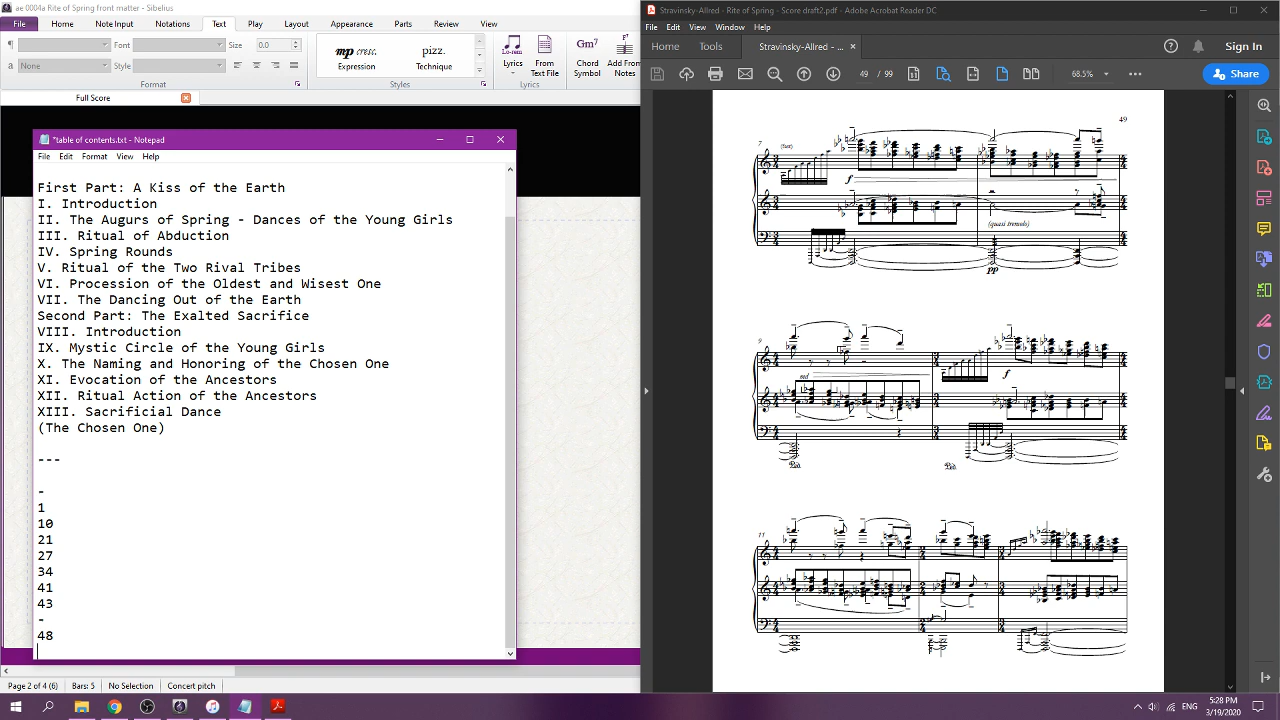 ae 0004a Rite of Spring front matter - Sibelius
File Home Note Input Notations Text Play Layout Appearance Parts Review View
Font Size 0.0
None Style
Format
mp cresc.
Expression
pizz.
Technique
Styles
Lyrics
From
Text File
Lyrics
Gm7
Chord
Symbol
Add From
Notes
Full Score
*table of contents.txt - Notepad
File Edit Format View Help
First Part: A Kiss of the Earth
I. Introduction
II. The Augurs of Spring - Dances of the Young Girls
III. Ritual of Abduction
IV. Spring Rounds
V. Ritual of the Two Rival Tribes
VI. Procession of the Oldest and Wisest One
VII. The Dancing Out of the Earth
Second Part: The Exalted Sacrifice
VIII. Introduction
IX. Mystic Circle of the Young Girls
X. The Naming and Honoring of the Chosen One
XI. Evocation of the Ancestors
XII. Ritual Action of the Ancestors
XIII. Sacrificial Dance
(The Chosen One)
---
-
1
10
21
27
34
41
43
-
48
Page 2 of 4 (6) Bars: 5 No Selection Concert pitch
Stravinsky-Allred - Rite of Spring - Score draft2.pdf - Adobe Acrobat Reader DC
File Edit View Window Help
Home Tools Stravinsky-Allred - ... × Sign In
49 / 99 68.5% Share
49
7
f
(quasi tremolo)
pp
9
f
11
ENG
5:28 PM
3/19/2020